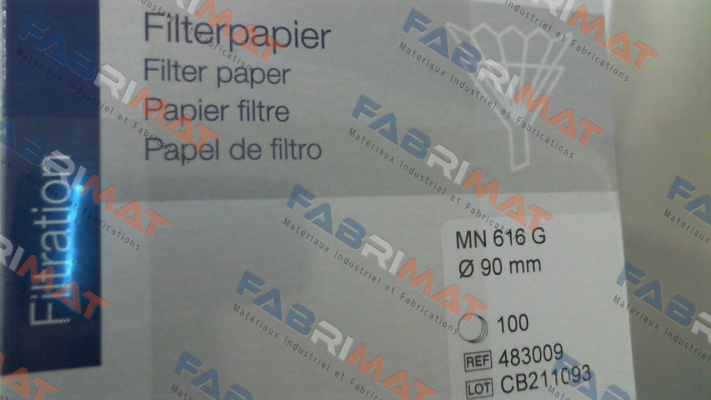 Filterpapier
Filter paper
Papier filtre
Papel de filtro
Filtration
MN 616 G
Ø 90 mm
100
REF 483009
LOT CB211093
FABRIMAT
Materiaux Industriel et Fabrications